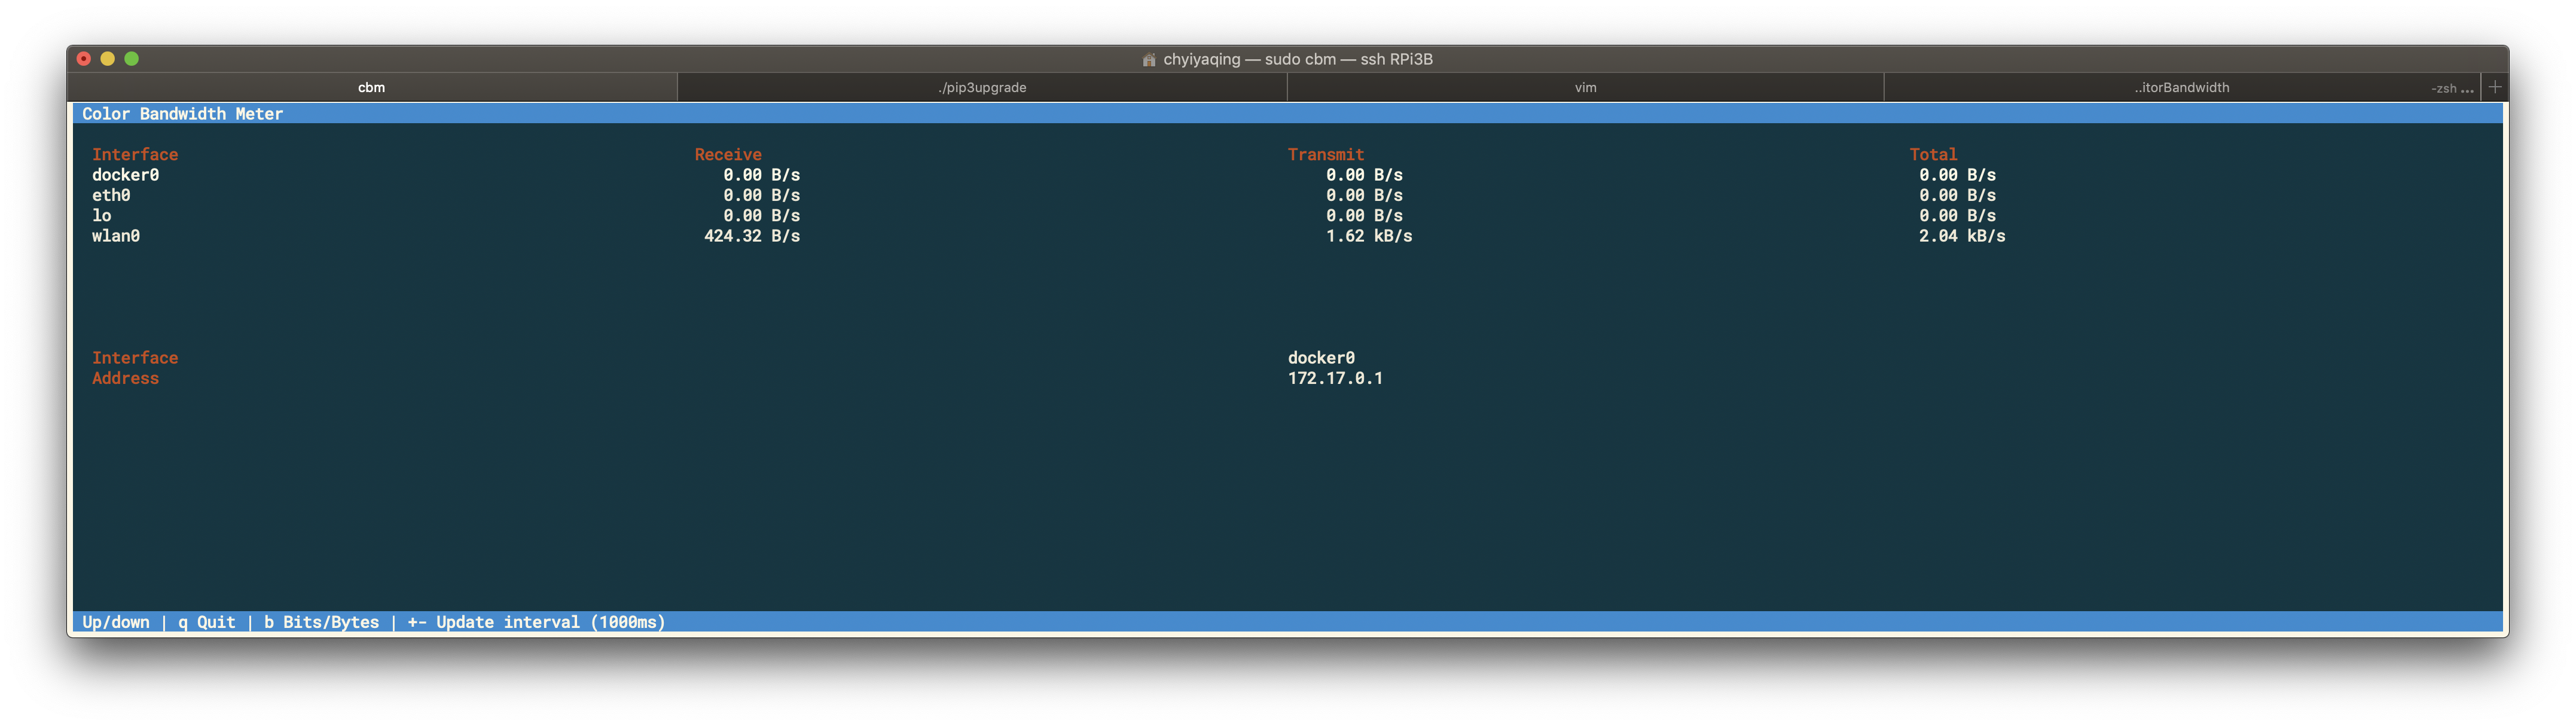 chyiyaqing — sudo cbm — ssh RPi3B
cbm ./pip3upgrade vim ..itorBandwidth -zsh ... +
Color Bandwidth Meter
Interface Receive Transmit Total
docker0 0.00 B/s 0.00 B/s 0.00 B/s
eth0 0.00 B/s 0.00 B/s 0.00 B/s
lo 0.00 B/s 0.00 B/s 0.00 B/s
wlan0 424.32 B/s 1.62 kB/s 2.04 kB/s
Interface docker0
Address 172.17.0.1
Up/down | q Quit | b Bits/Bytes | +- Update interval (1000ms)